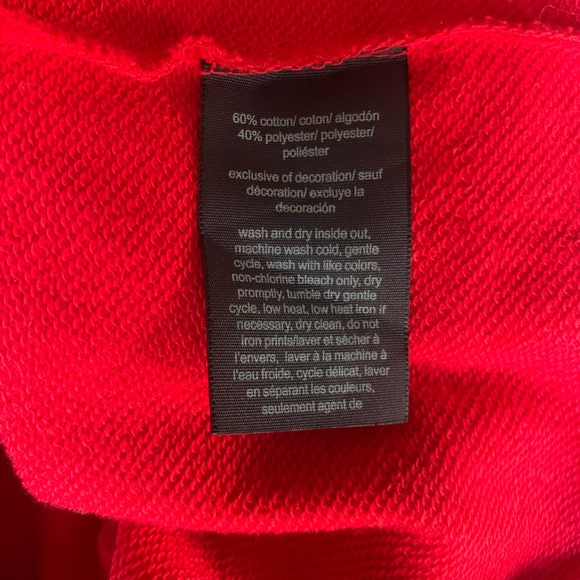 60% cotton/ coton/ algodón
40% polyester/ polyester/
poliéster
exclusive of decoration/ sauf
décoration/ excluye la
decoración
wash and dry inside out,
machine wash cold, gentle
cycle, wash with like colors,
non-chlorine bleach only, dry
promptly, tumble dry gentle
cycle, low heat, low heat iron if
necessary, dry clean, do not
iron prints/laver et sécher à
l'envers, laver à la machine à
l'eau froide, cycle délicat, laver
en séparant les couleurs,
seulement agent de